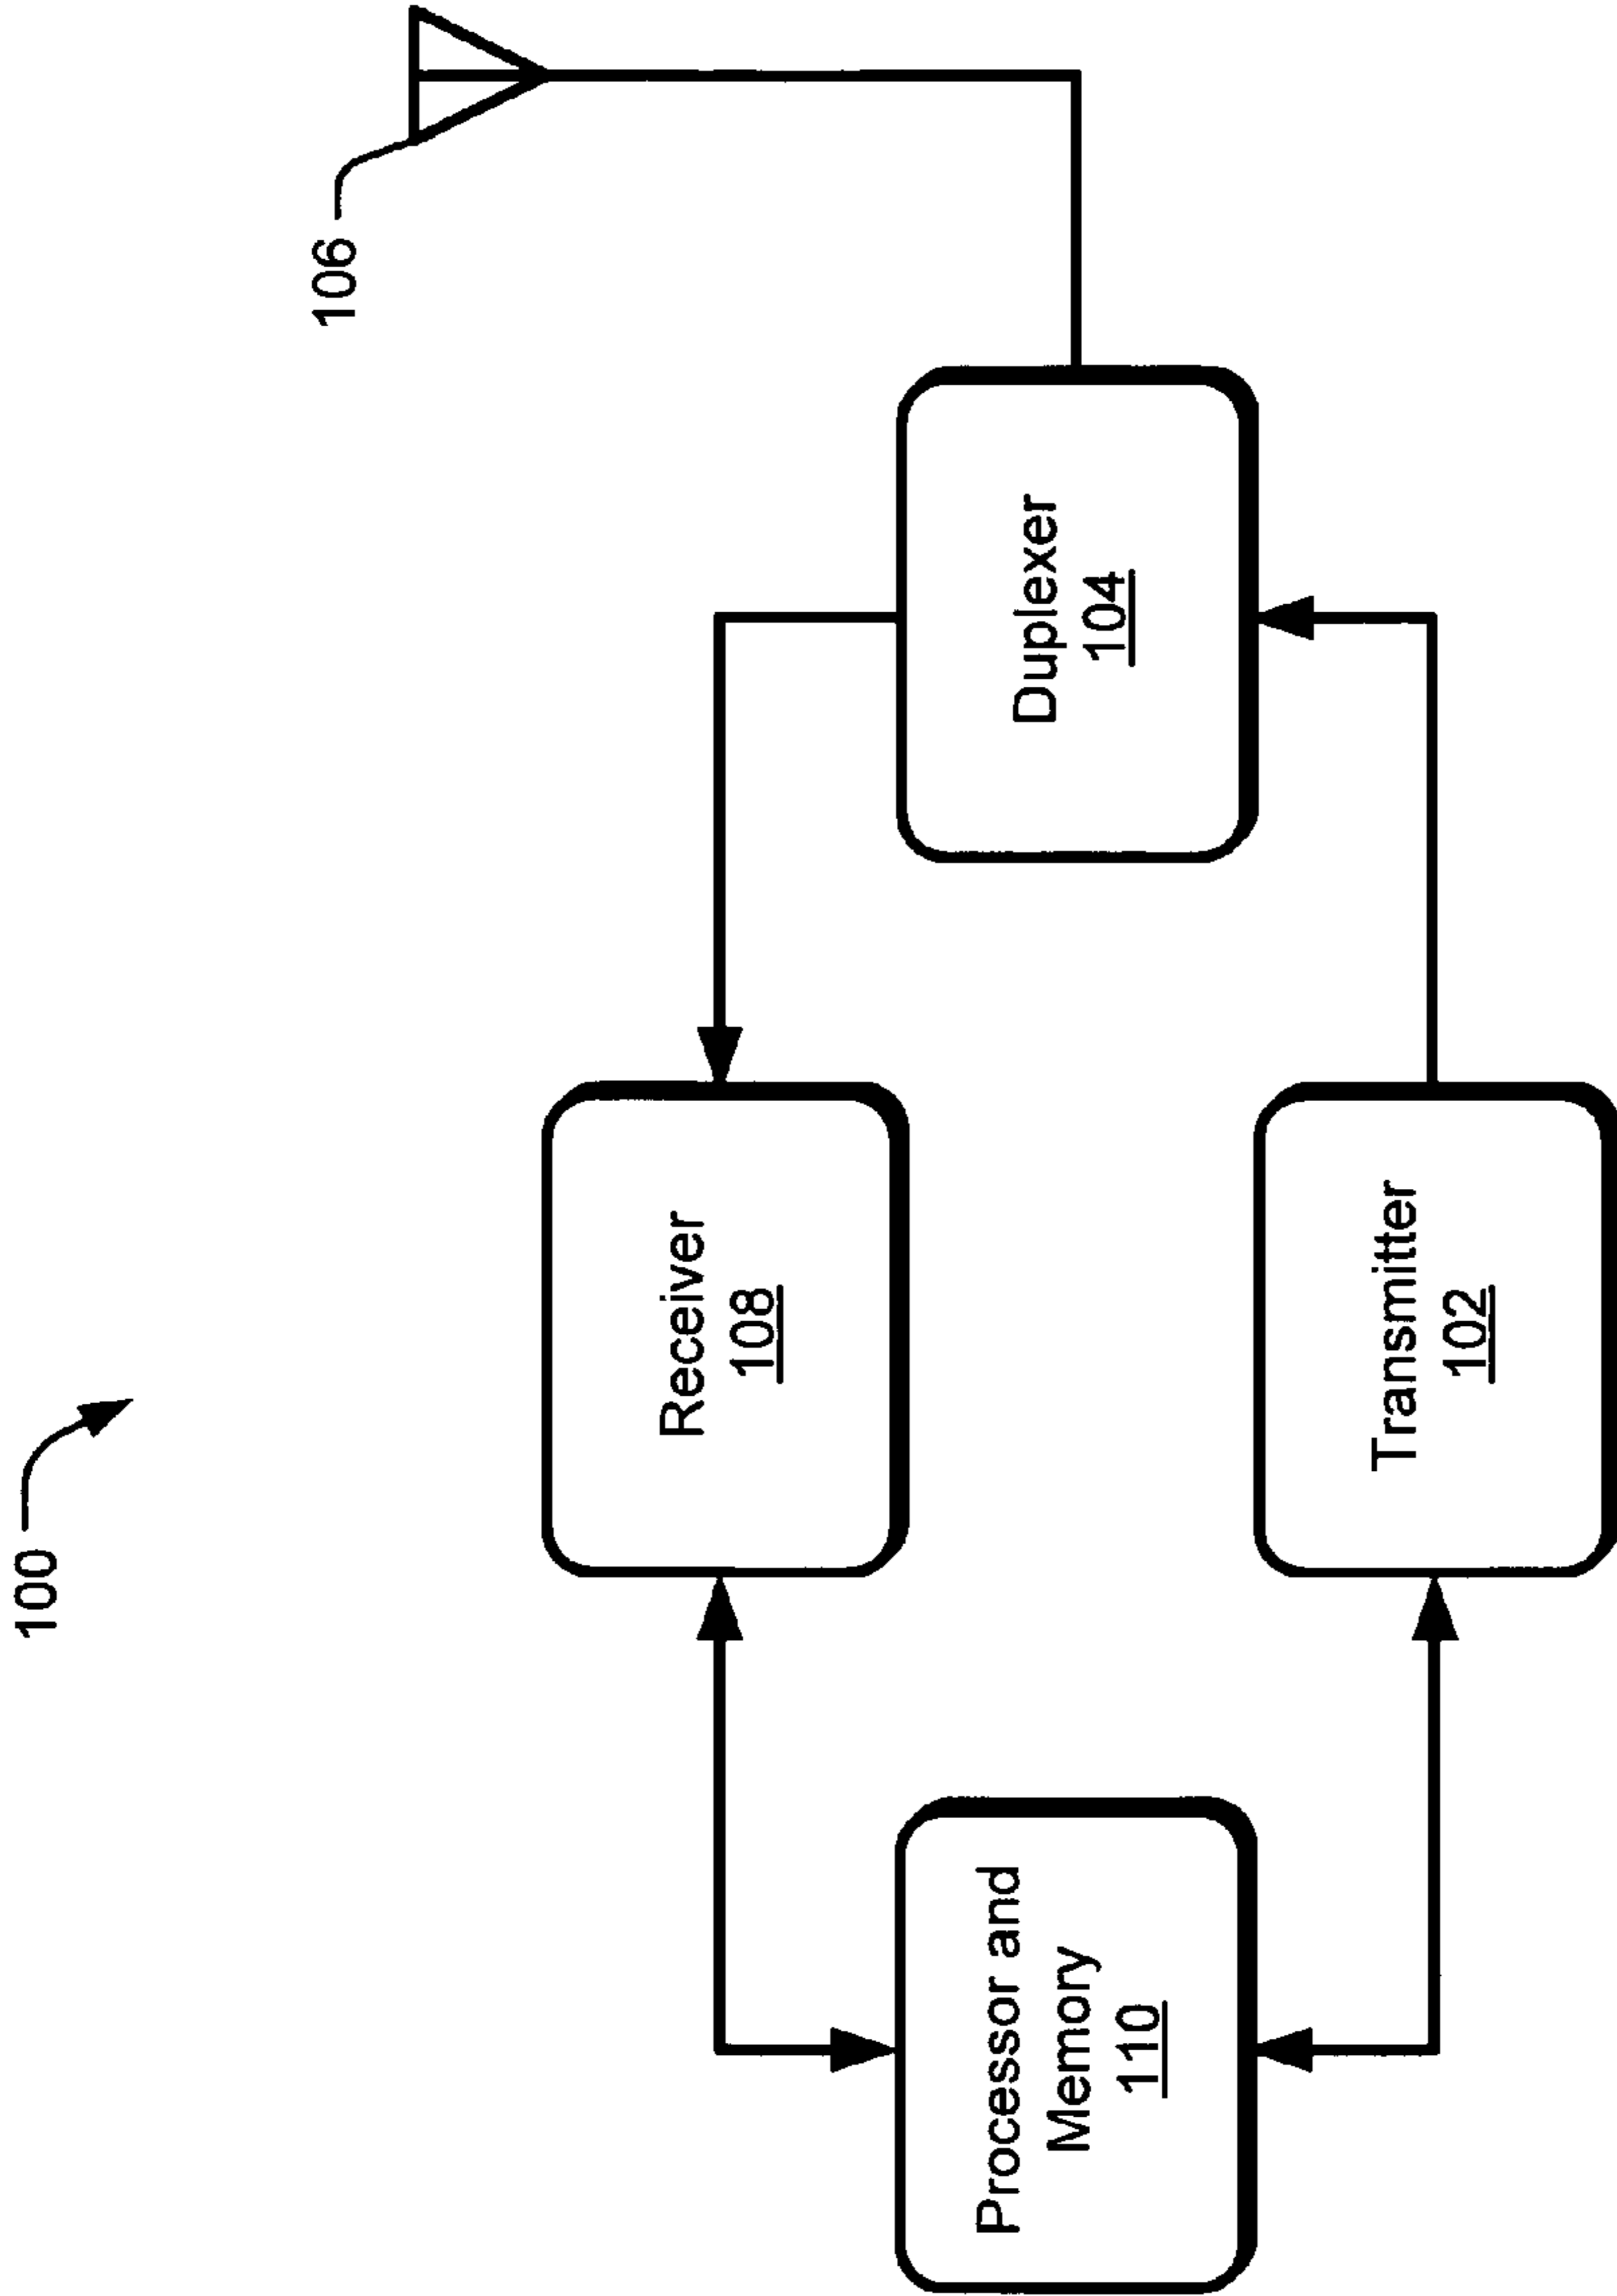 100
106
Receiver
108
Processor and
Memory
110
Duplexer
104
Transmitter
102